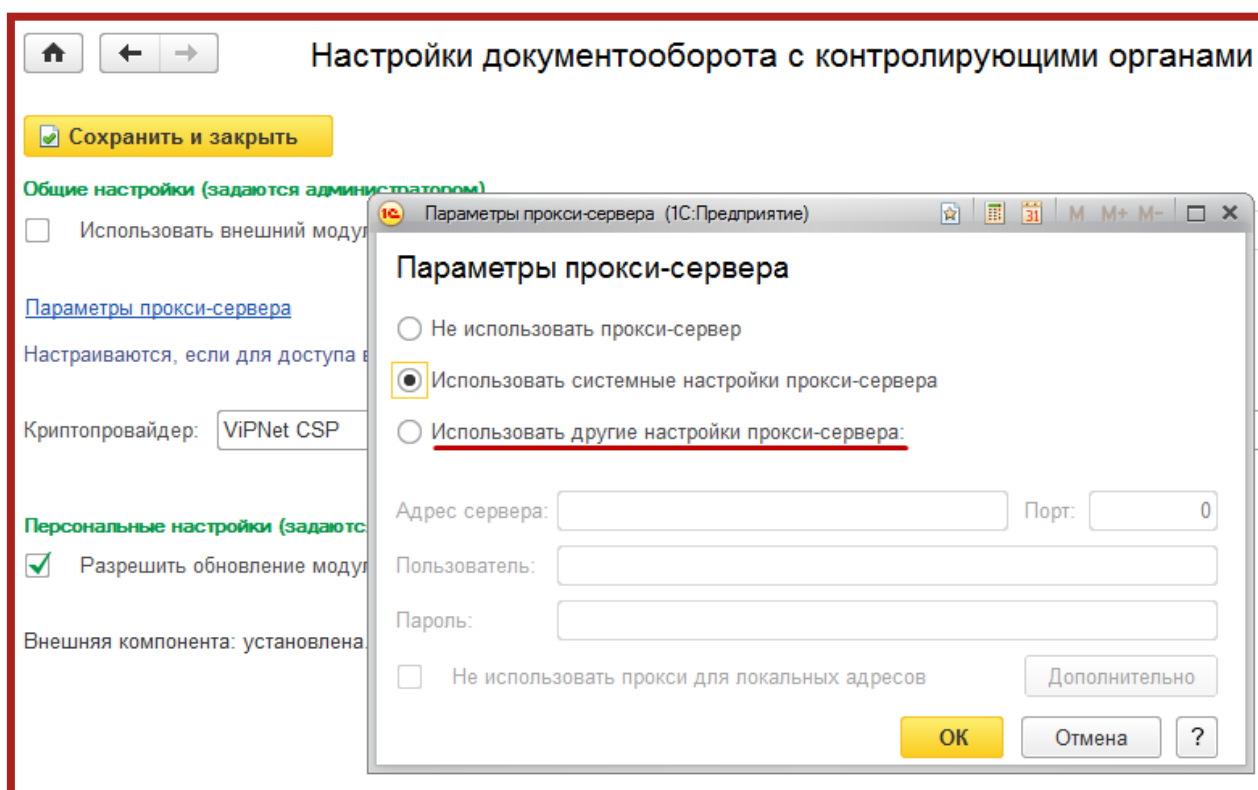 Настройки документооборота с контролирующими органами
Сохранить и закрыть
Общие настройки (задаются администратором)
Использовать внешний
Параметры прокси-сервера
Настраиваются, если для доступа
Криптопровайдер: ViPNet CSP
Персональные настройки
Разрешить обновление
Внешняя компонента: установлена.
1С Параметры прокси-сервера (1С:Предприятие) 31 M M+ M-
Параметры прокси-сервера
Не использовать прокси-сервер
Использовать системные настройки прокси-сервера
Использовать другие настройки прокси-сервера:
Адрес сервера: Порт: 0
Пользователь:
Пароль:
Не использовать прокси для локальных адресов Дополнительно
ОК Отмена ?